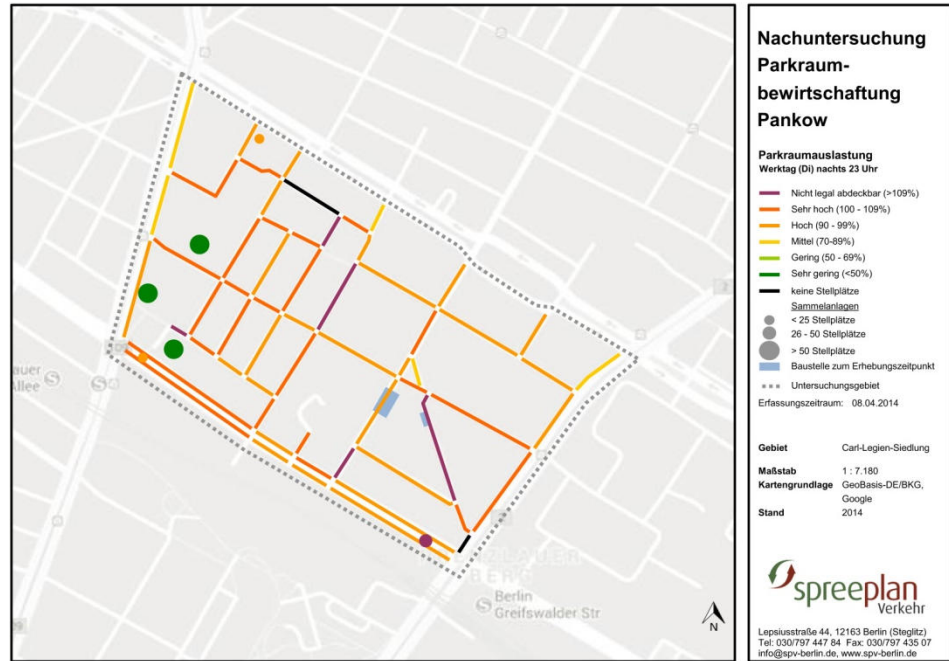 Nachuntersuchung
Parkraum-
bewirtschaftung
Pankow
Parkraumauslastung
Werktag (Di) nachts 23 Uhr
Nicht legal abdeckbar (>109%)
Sehr hoch (100 - 109%)
Hoch (90 - 99%)
Mittel (70-89%)
Gering (50 - 69%)
Sehr gering (<50%)
keine Stellplätze
Sammelanlagen
< 25 Stellplätze
26 - 50 Stellplätze
> 50 Stellplätze
Baustelle zum Erhebungszeitpunkt
Untersuchungsgebiet
Erfassungszeitraum: 08.04.2014
Gebiet Carl-Legien-Siedlung
Maßstab 1 : 7.180
Kartengrundlage GeoBasis-DE/BKG,
Google
Stand 2014
spreeplan
Verkehr
Lepsiusstraße 44, 12163 Berlin (Steglitz)
Tel: 030/797 447 84 Fax: 030/797 435 07
info@spv-berlin.de, www.spv-berlin.de
auer
Allee
S
S
BERG
S Berlin
Greifswalder Str
N
2